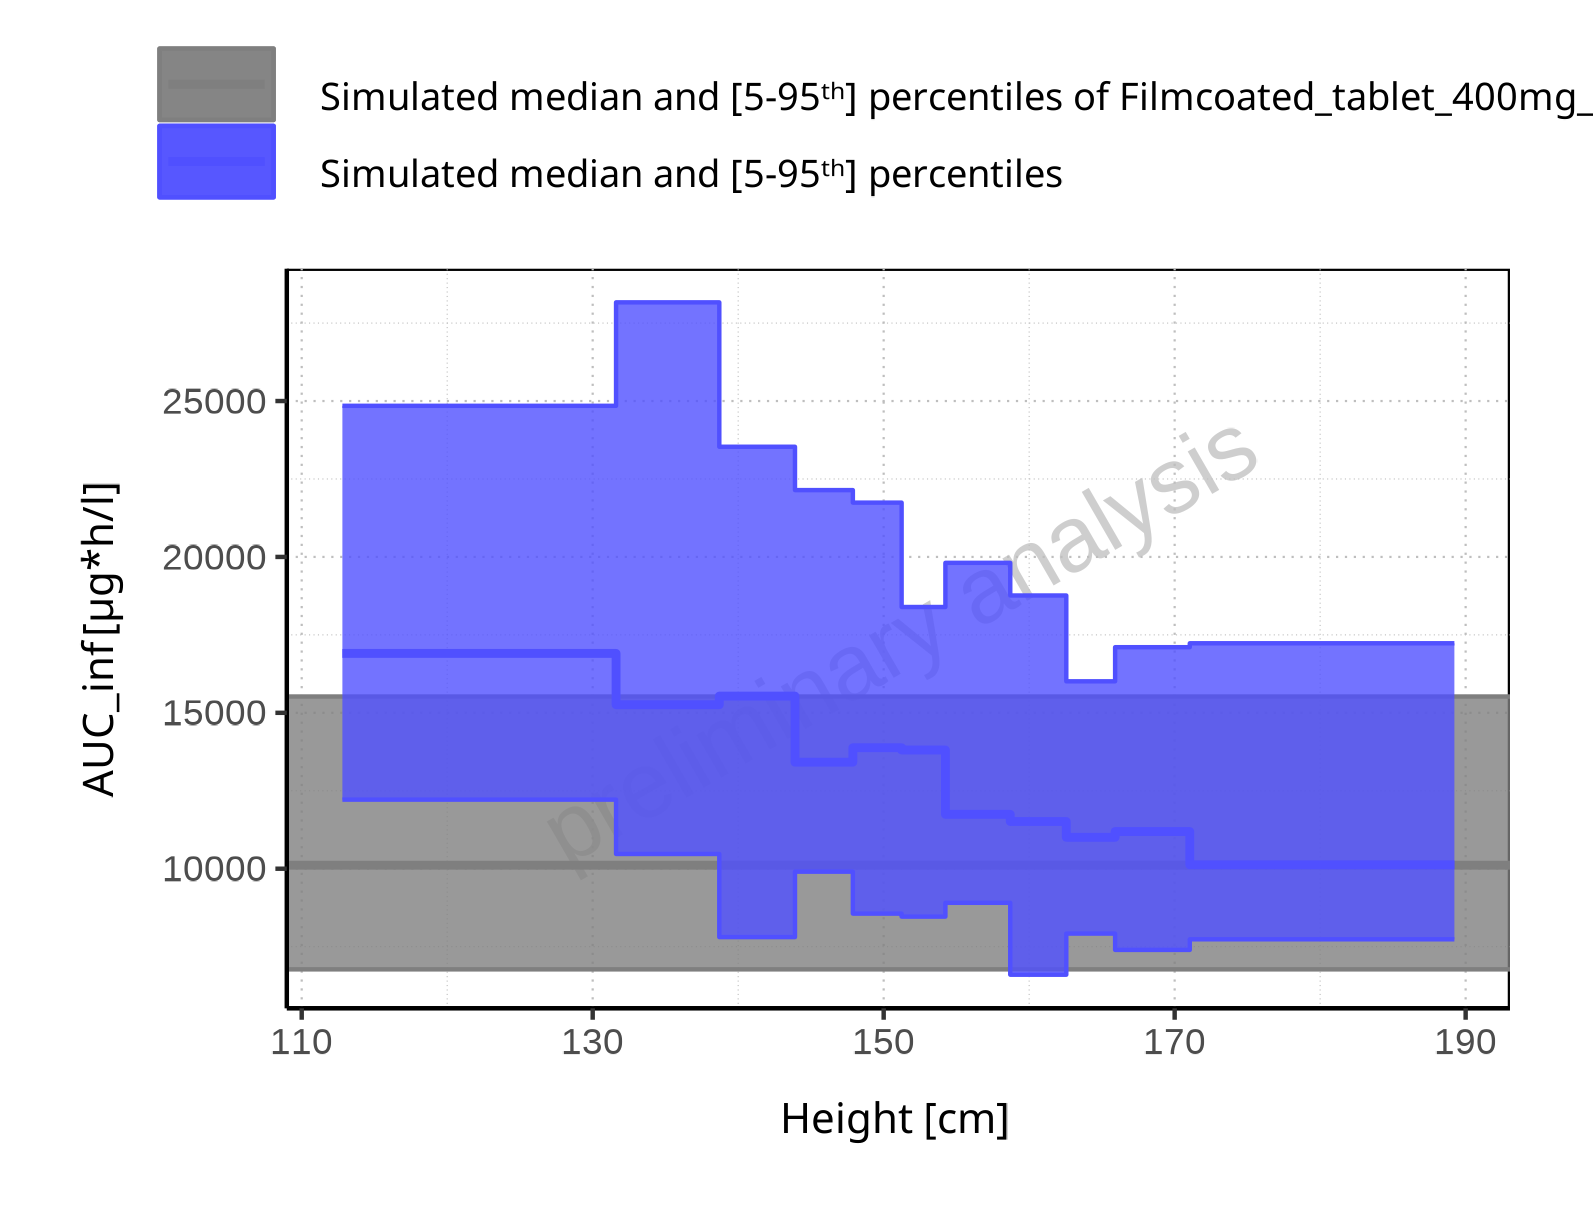 Simulated median and [5-95ᵗʰ] percentiles of Filmcoated_tablet_400mg_
Simulated median and [5-95ᵗʰ] percentiles
25000
20000
15000
10000
AUC_inf [µg*h/l]
preliminary analysis
110 130 150 170 190
Height [cm]